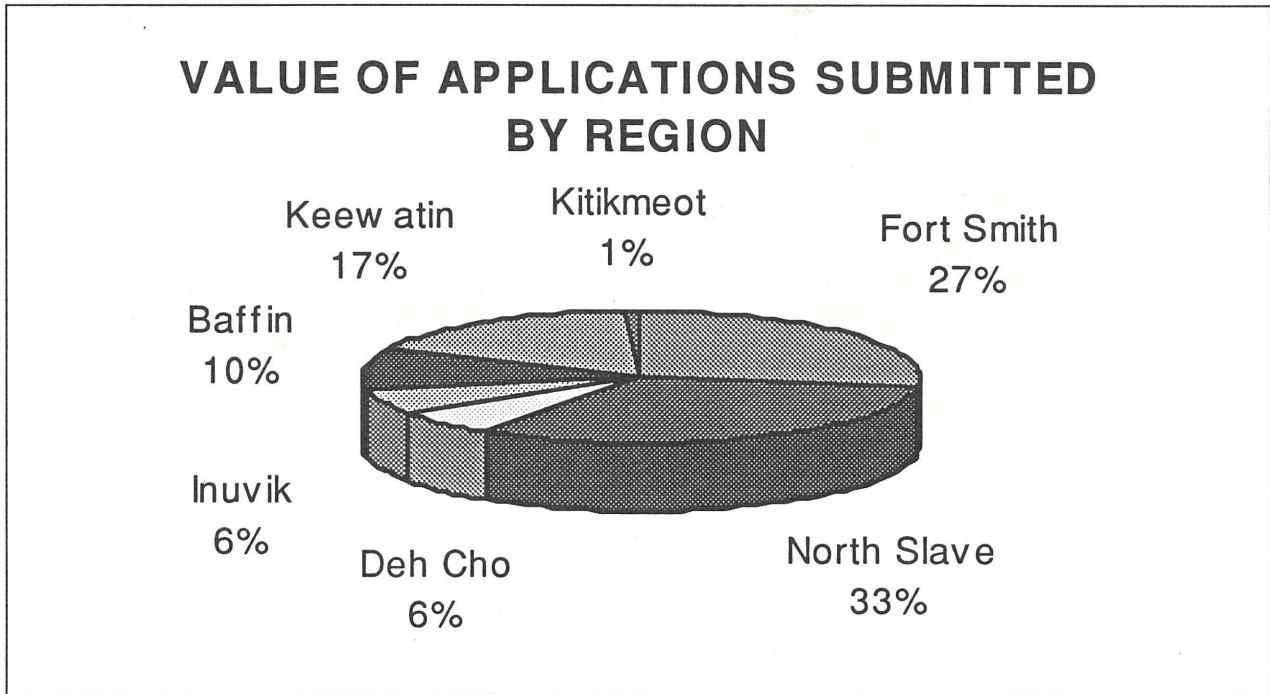 VALUE OF APPLICATIONS SUBMITTED
BY REGION
Kitikmeot
1%
Keew atin
17%
Fort Smith
27%
Baffin
10%
Inuvik
6%
Deh Cho
6%
North Slave
33%